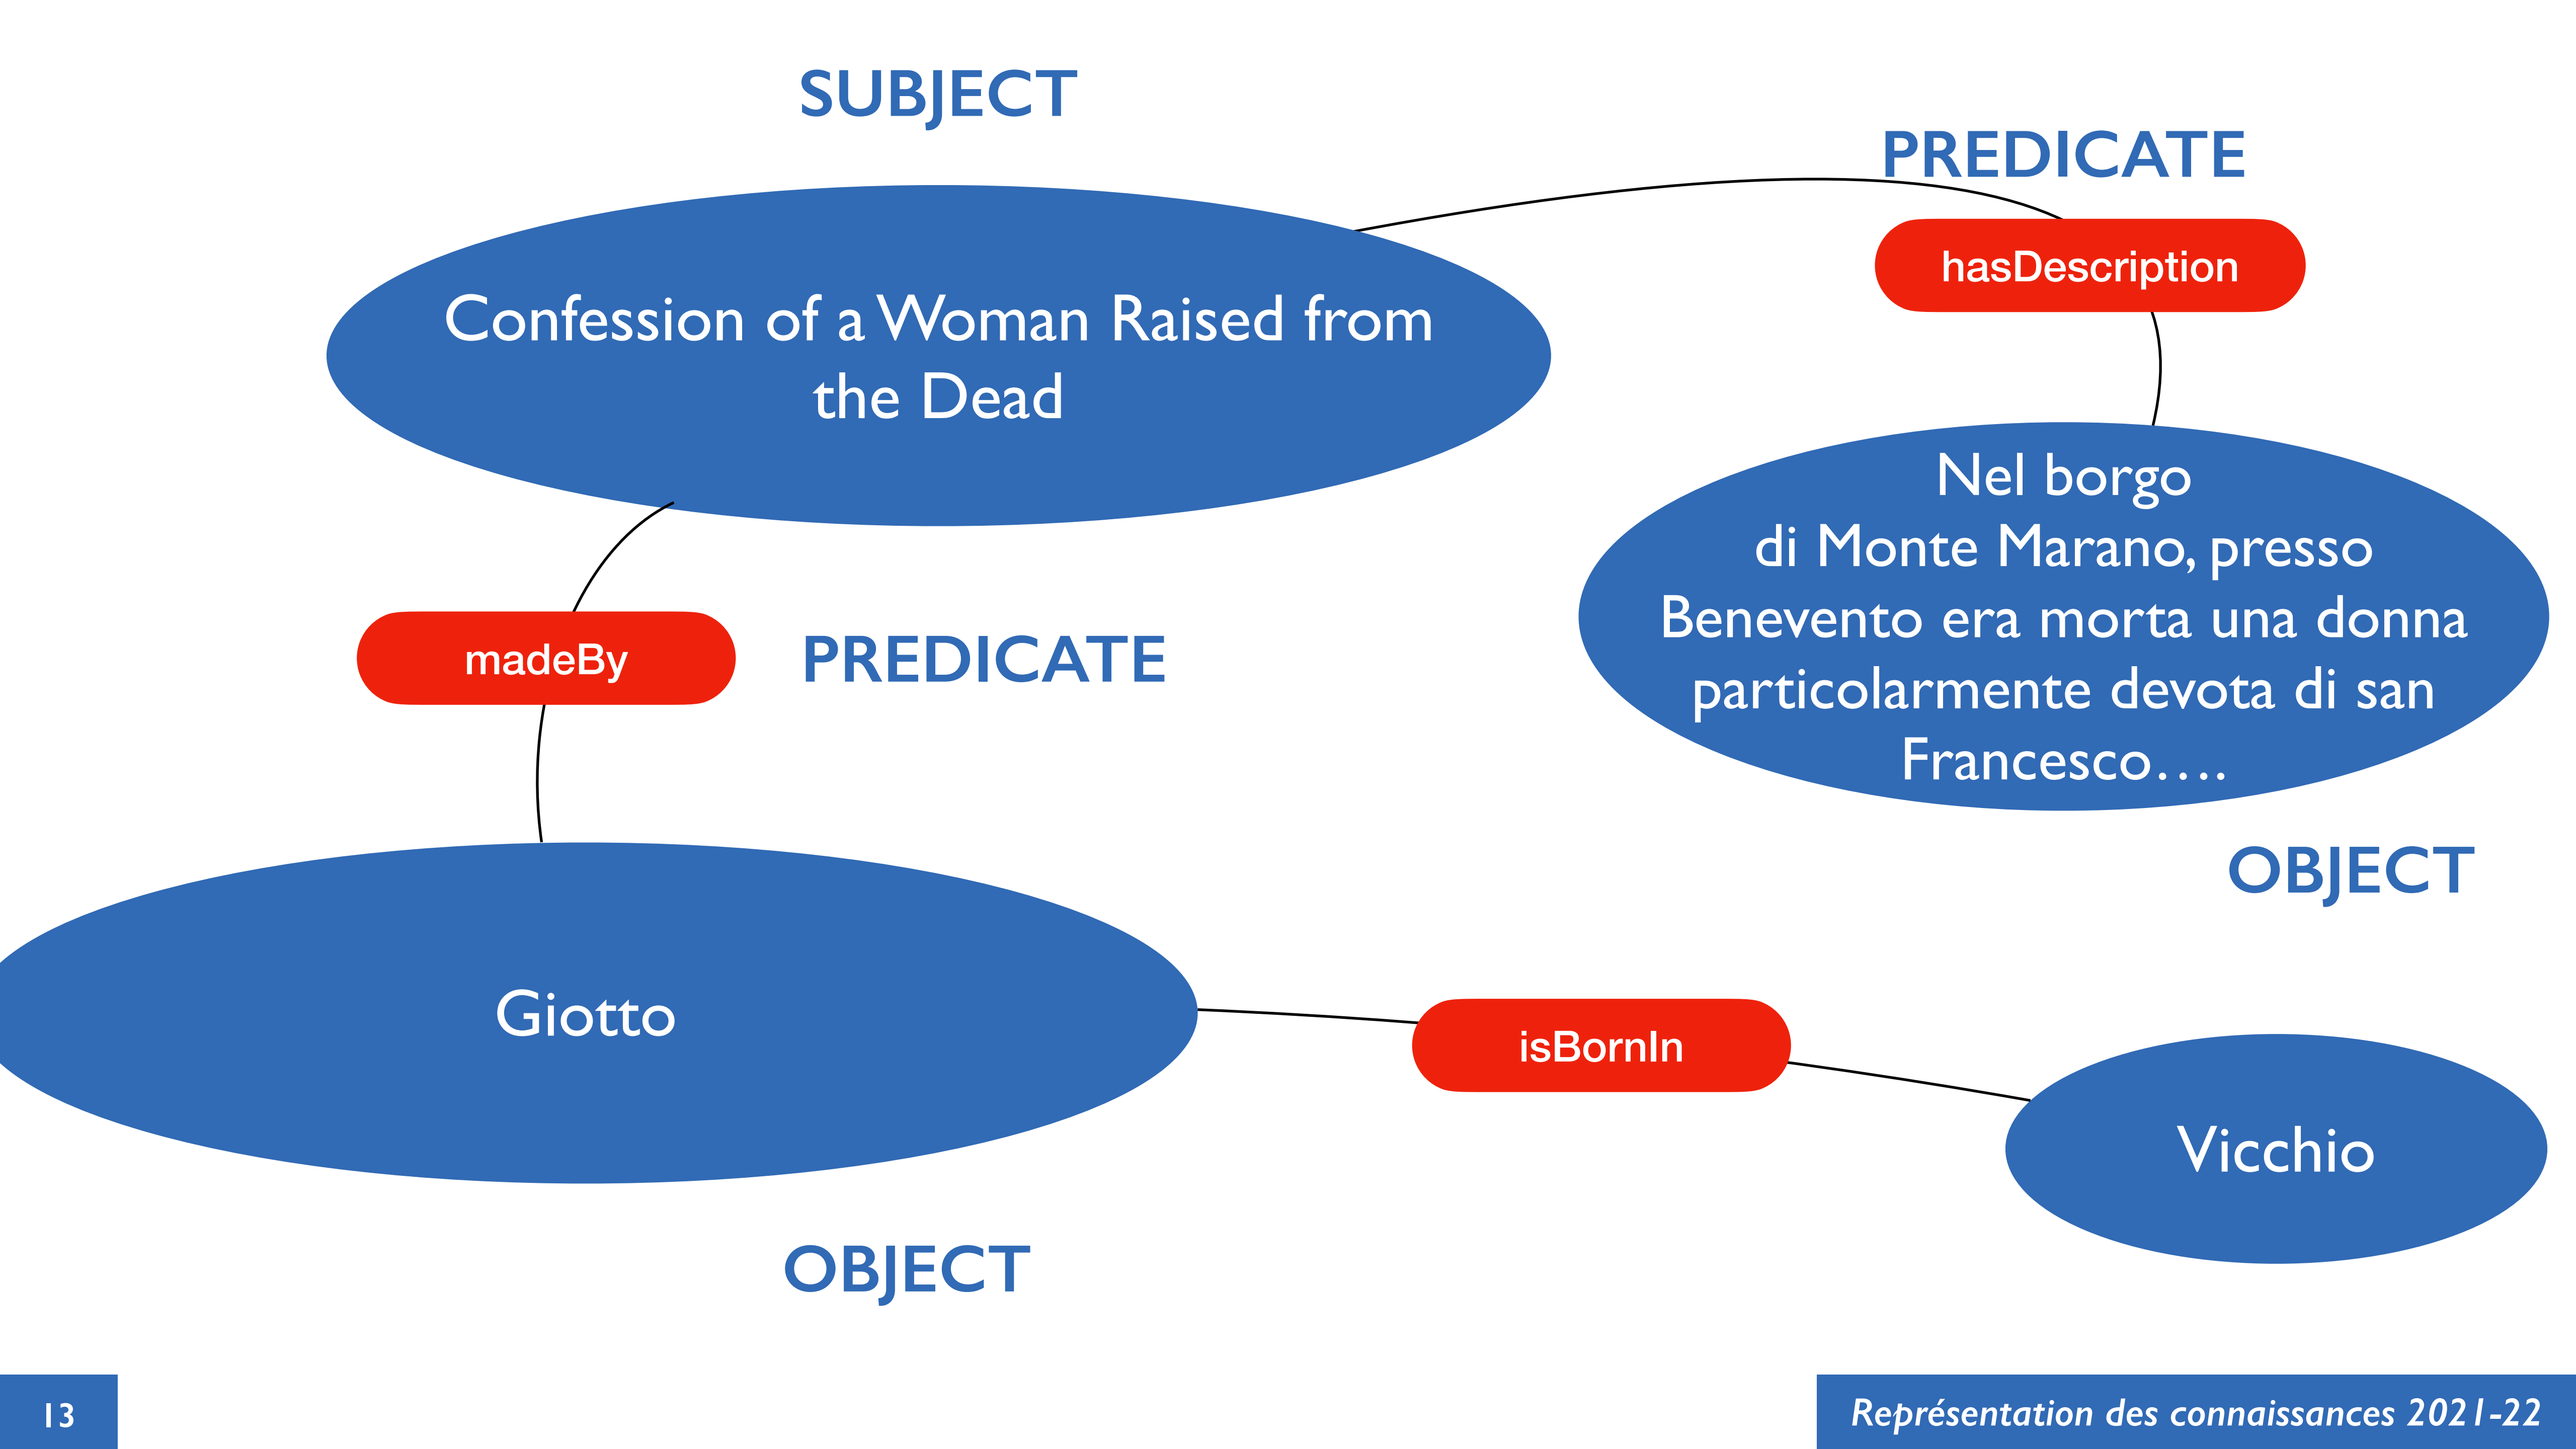 SUBJECT
PREDICATE
hasDescription
Confession of a Woman Raised from
the Dead
Nel borgo
di Monte Marano, presso
Benevento era morta una donna
particolarmente devota di san
Francesco....
madeBy
PREDICATE
OBJECT
Giotto
isBornIn
Vicchio
OBJECT
13
Représentation des connaissances 2021-22